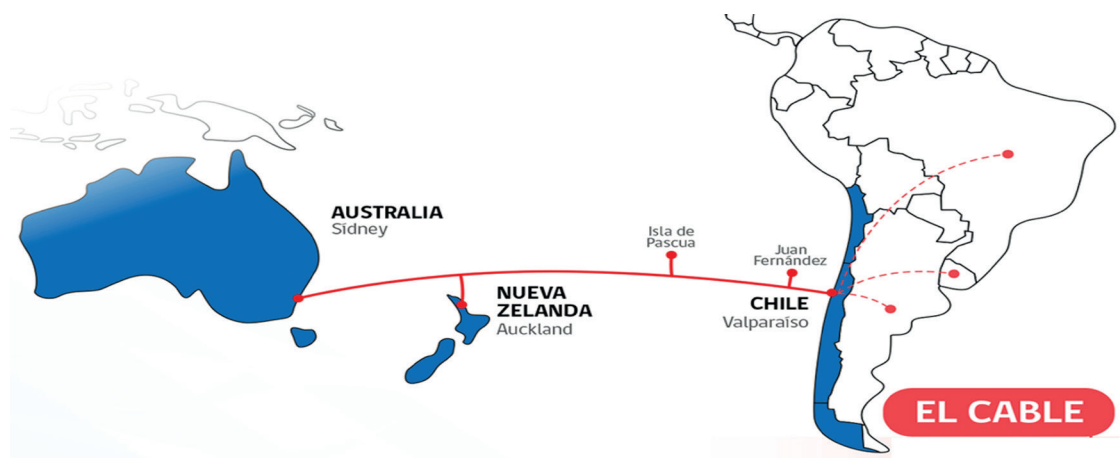 AUSTRALIA
Sídney
Isla de
Pascua
Juan
Fernández
NUEVA
ZELANDA
Auckland
CHILE
Valparaíso
EL CABLE